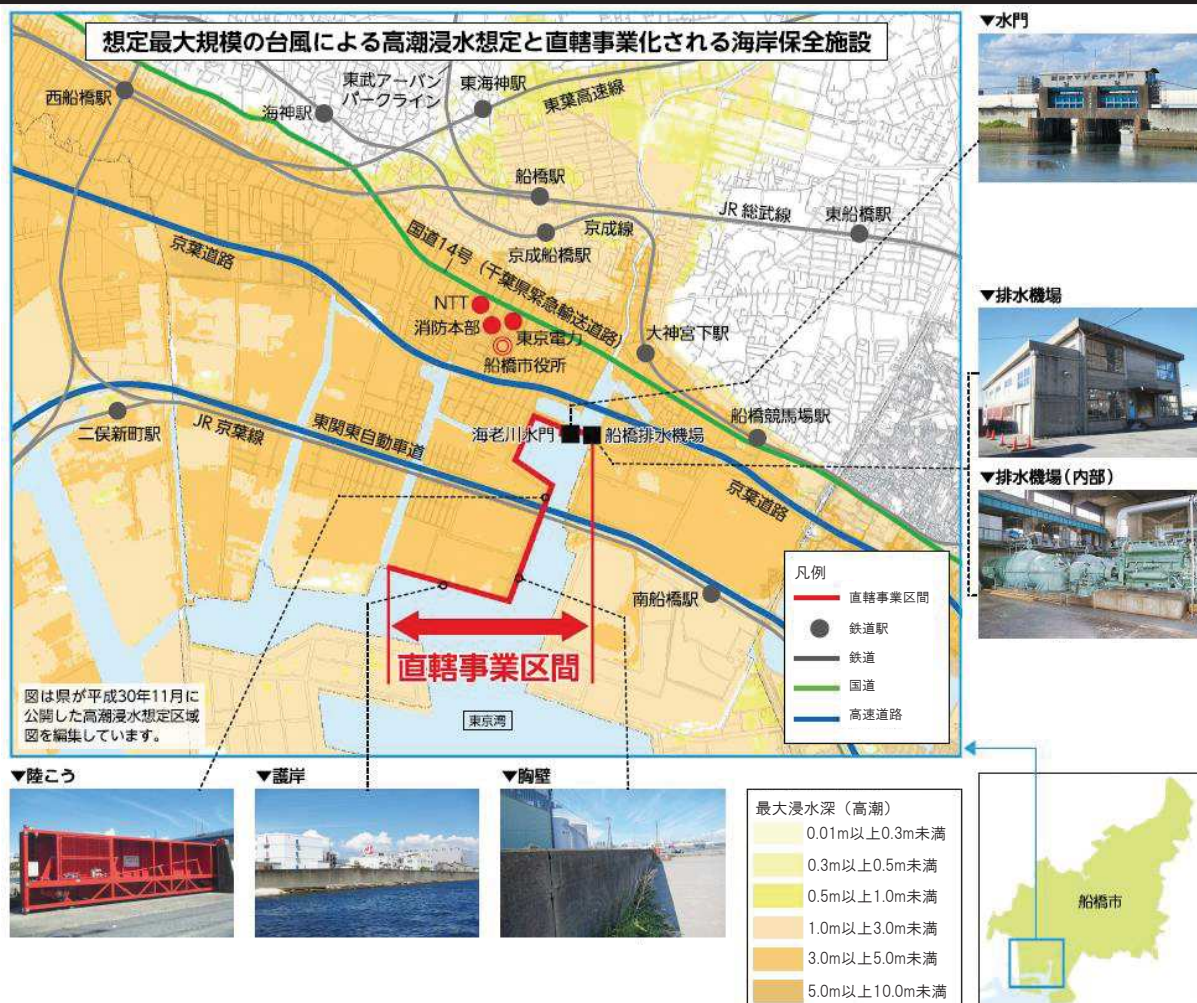 想定最大規模の台風による高潮浸水想定と直轄事業化される海岸保全施設
西船橋駅
海神駅
東武アーバン
パークライン
東海神駅
東葉高速線
船橋駅
JR 総武線
東船橋駅
京成船橋駅
京成線
京葉道路
国道14号（千葉県緊急輸送道路）
NTT
消防本部
東京電力
船橋市役所
大神宮下駅
船橋競馬場駅
二俣新町駅
JR 京葉線
東関東自動車道
海老川水門
船橋排水機場
京葉道路
南船橋駅
直轄事業区間
東京湾
図は県が平成30年11月に
公開した高潮浸水想定区域
図を編集しています。
凡例
直轄事業区間
鉄道駅
鉄道
国道
高速道路
▼水門
▼排水機場
▼排水機場（内部）
▼陸こう
▼護岸
▼胸壁
最大浸水深（高潮）
0.01m以上0.3m未満
0.3m以上0.5m未満
0.5m以上1.0m未満
1.0m以上3.0m未満
3.0m以上5.0m未満
5.0m以上10.0m未満
船橋市